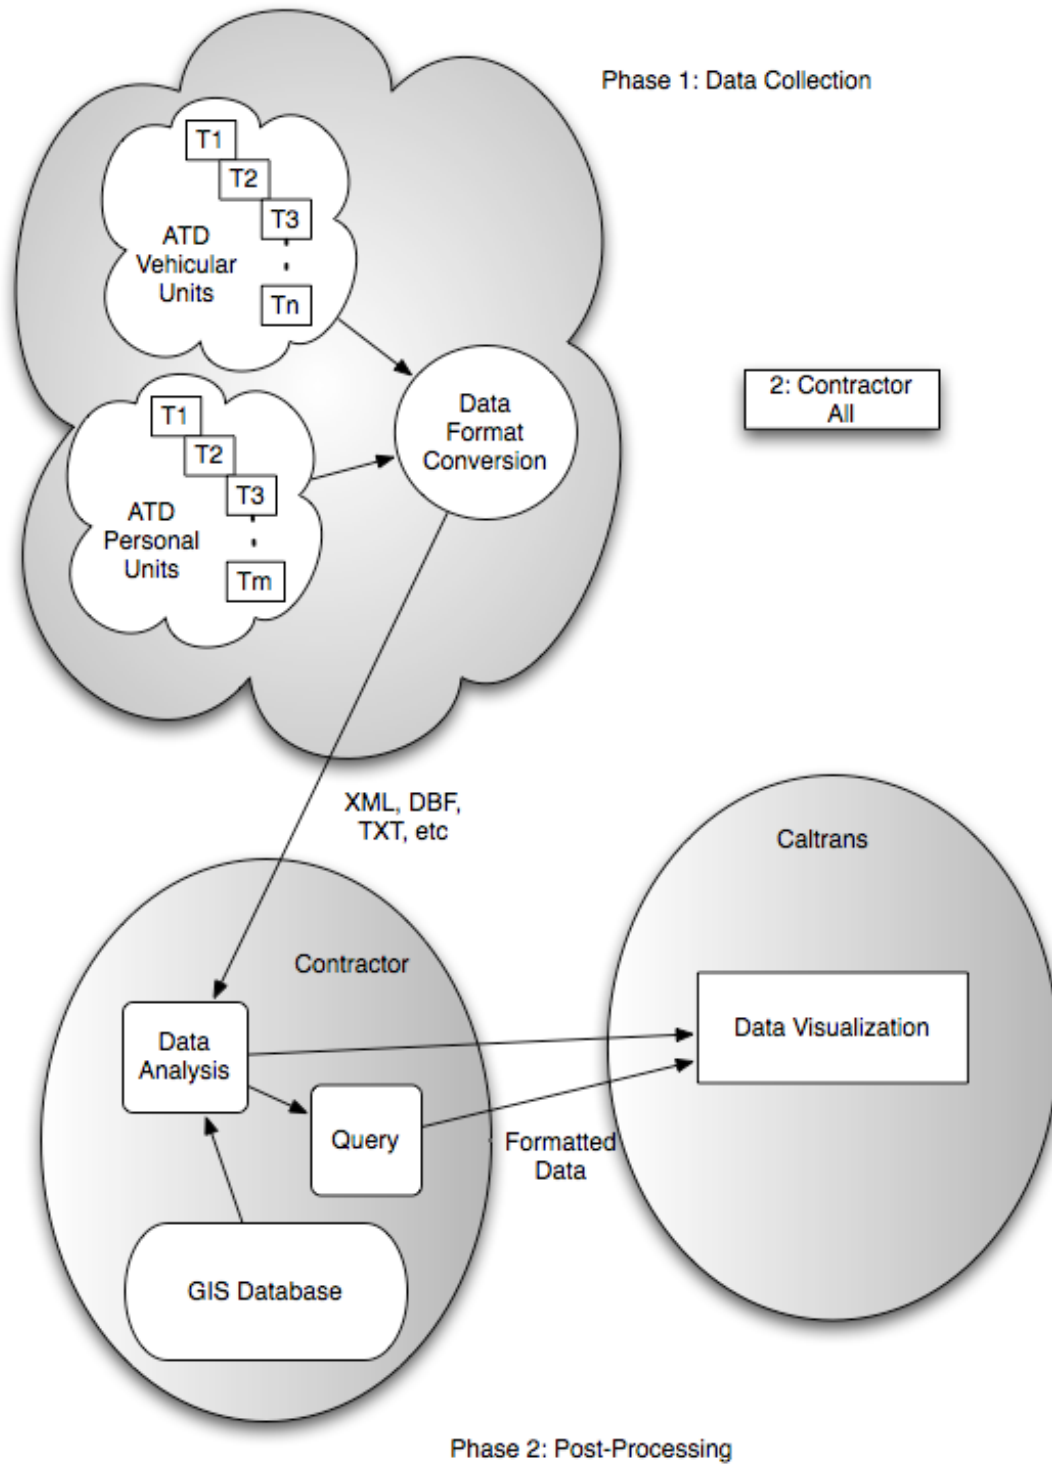 Phase 1: Data Collection
T1
T2
T3
ATD
Vehicular
Units
Tn
T1
T2
T3
ATD
Personal
Units
Tm
Data
Format
Conversion
2: Contractor
All
XML, DBF,
TXT, etc
Contractor
Data
Analysis
Query
GIS Database
Formatted
Data
Caltrans
Data Visualization
Phase 2: Post-Processing